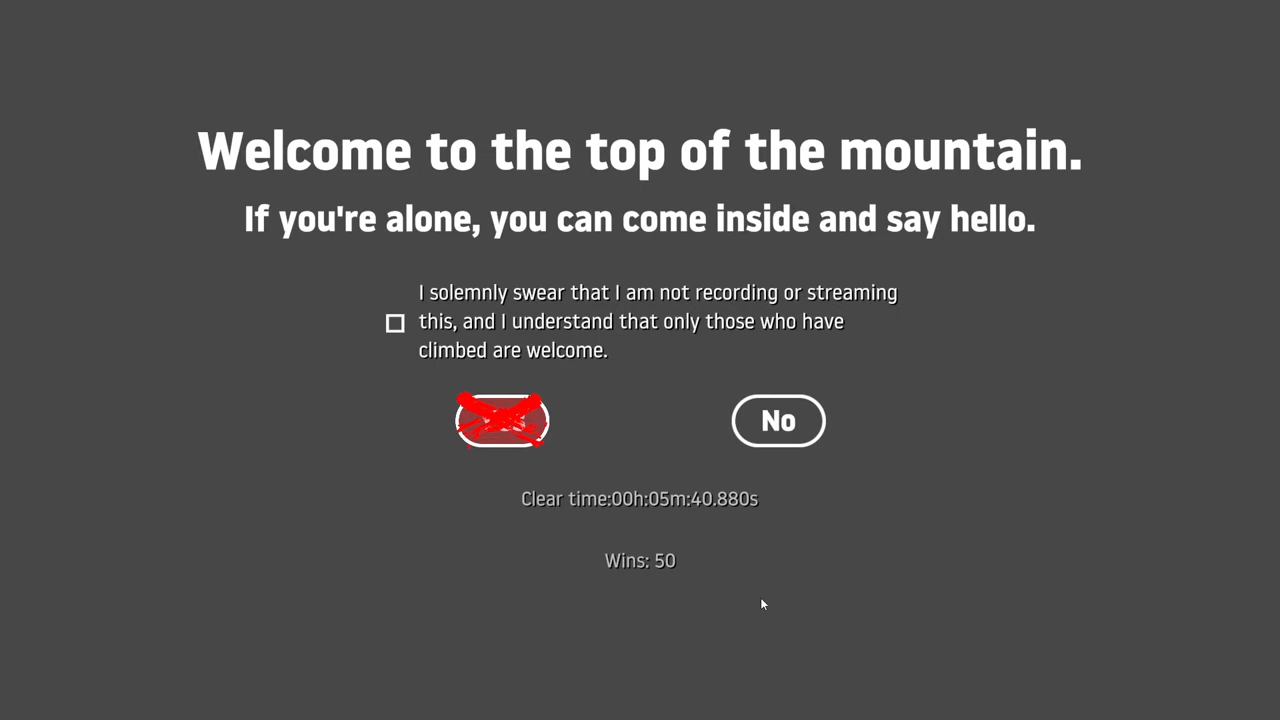 Welcome to the top of the mountain.
If you're alone, you can come inside and say hello.
I solemnly swear that I am not recording or streaming
this, and I understand that only those who have
climbed are welcome.
No
Clear time:00h:05m:40.880s
Wins: 50